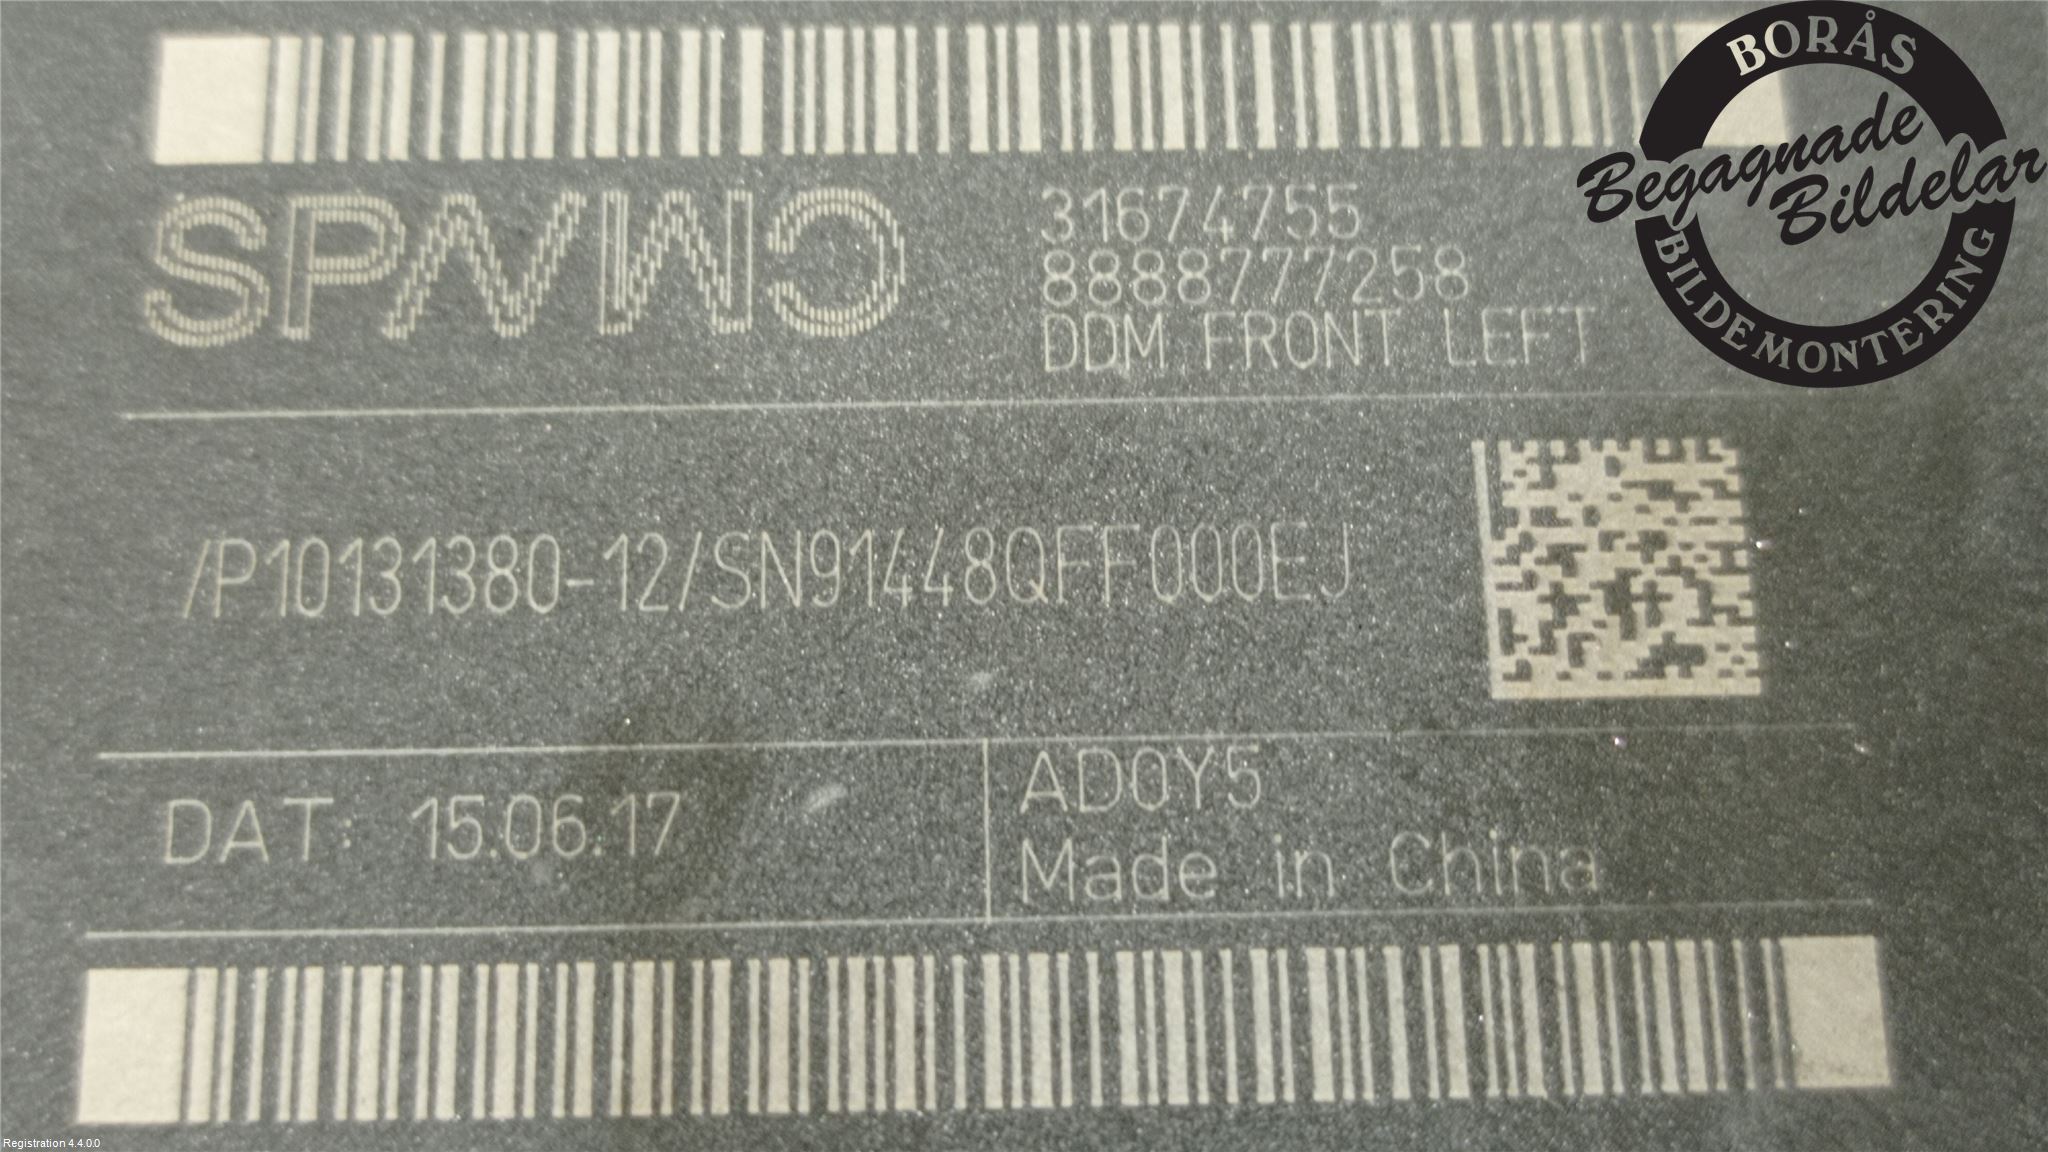 BORÅS
Begagnade
Bildelar
BILDEMONTERING
31674755
8888777258
DDM FRONT LEFT
/P10131380-12/SN91448QFF000EJ
DAT: 15.06.17
AD0Y5
Made in China
Registration 4.4.0.0